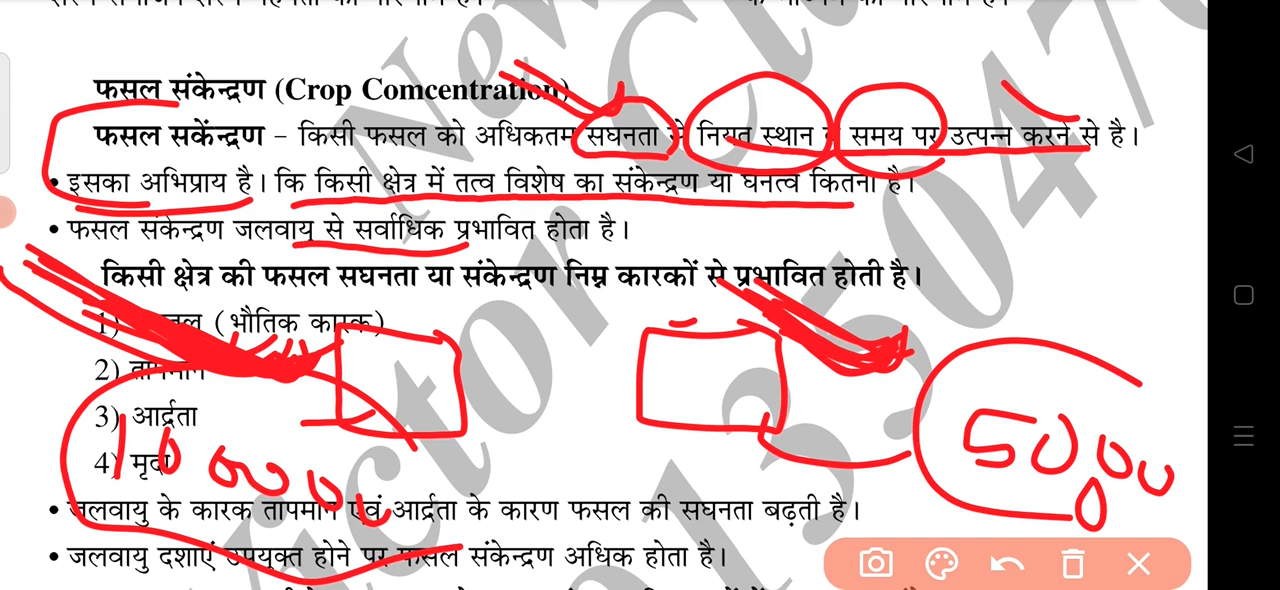 फसल संकेन्द्रण (Crop Comcentration)
फसल सकेंन्द्रण – किसी फसल को अधिकतम सघनता से नियत स्थान व समय पर उत्पन्न करने से है।
• इसका अभिप्राय है। कि किसी क्षेत्र में तत्व विशेष का संकेन्द्रण या घनत्व कितना है।
• फसल संकेन्द्रण जलवायु से सर्वाधिक प्रभावित होता है।
किसी क्षेत्र की फसल सघनता या संकेन्द्रण निम्न कारकों से प्रभावित होती है।
1) (भौतिक कारक)
2) तापमान
3) आर्द्रता
4) मृदा
• जलवायु के कारक तापमान एवं आर्द्रता के कारण फसल की सघनता बढ़ती है।
• जलवायु दशाएं उपयुक्त होने पर फसल संकेन्द्रण अधिक होता है।